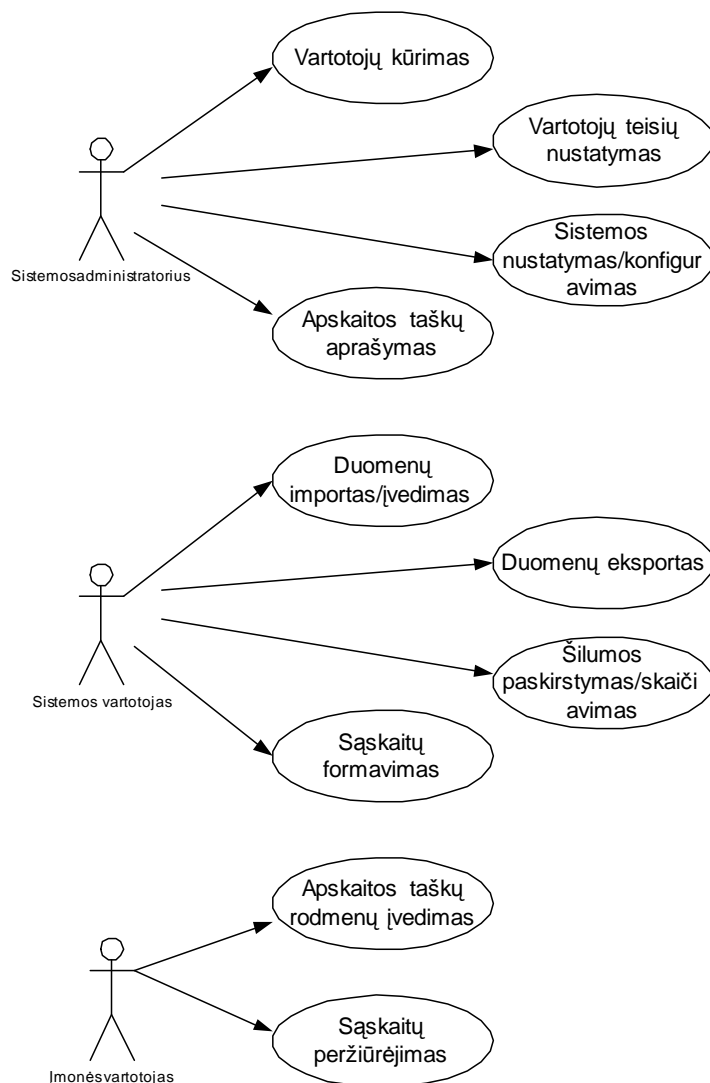 Vartotojų kūrimas
Vartotojų teisių
nustatymas
Sistemos
nustatymas/konfigur
avimas
Sistemosadministratorius
Apskaitos taškų
aprašymas
Duomenų
importas/įvedimas
Duomenų eksportas
Šilumos
paskirstymas/skaiči
avimas
Sistemos vartotojas
Sąskaitų
formavimas
Apskaitos taškų
rodmenų įvedimas
Sąskaitų
peržiūrėjimas
Įmonėsvartotojas